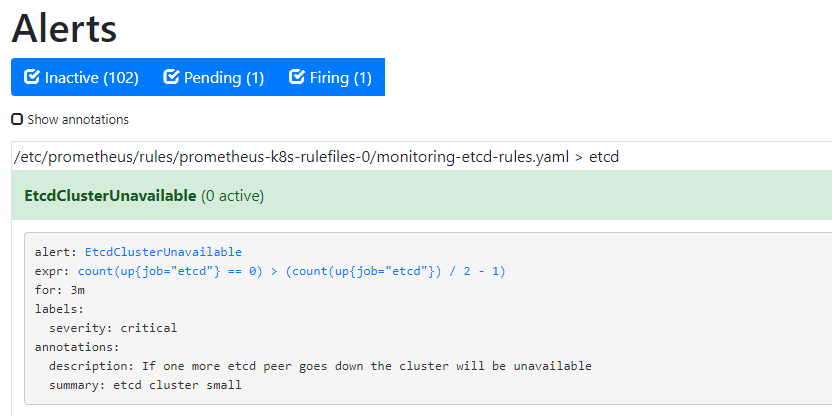 Alerts
Inactive (102) Pending (1) Firing (1)
Show annotations
/etc/prometheus/rules/prometheus-k8s-rulefiles-0/monitoring-etcd-rules.yaml > etcd
EtcdClusterUnavailable (0 active)
alert: EtcdClusterUnavailable
expr: count(up{job="etcd"} == 0) > (count(up{job="etcd"}) / 2 - 1)
for: 3m
labels:
  severity: critical
annotations:
  description: If one more etcd peer goes down the cluster will be unavailable
  summary: etcd cluster small